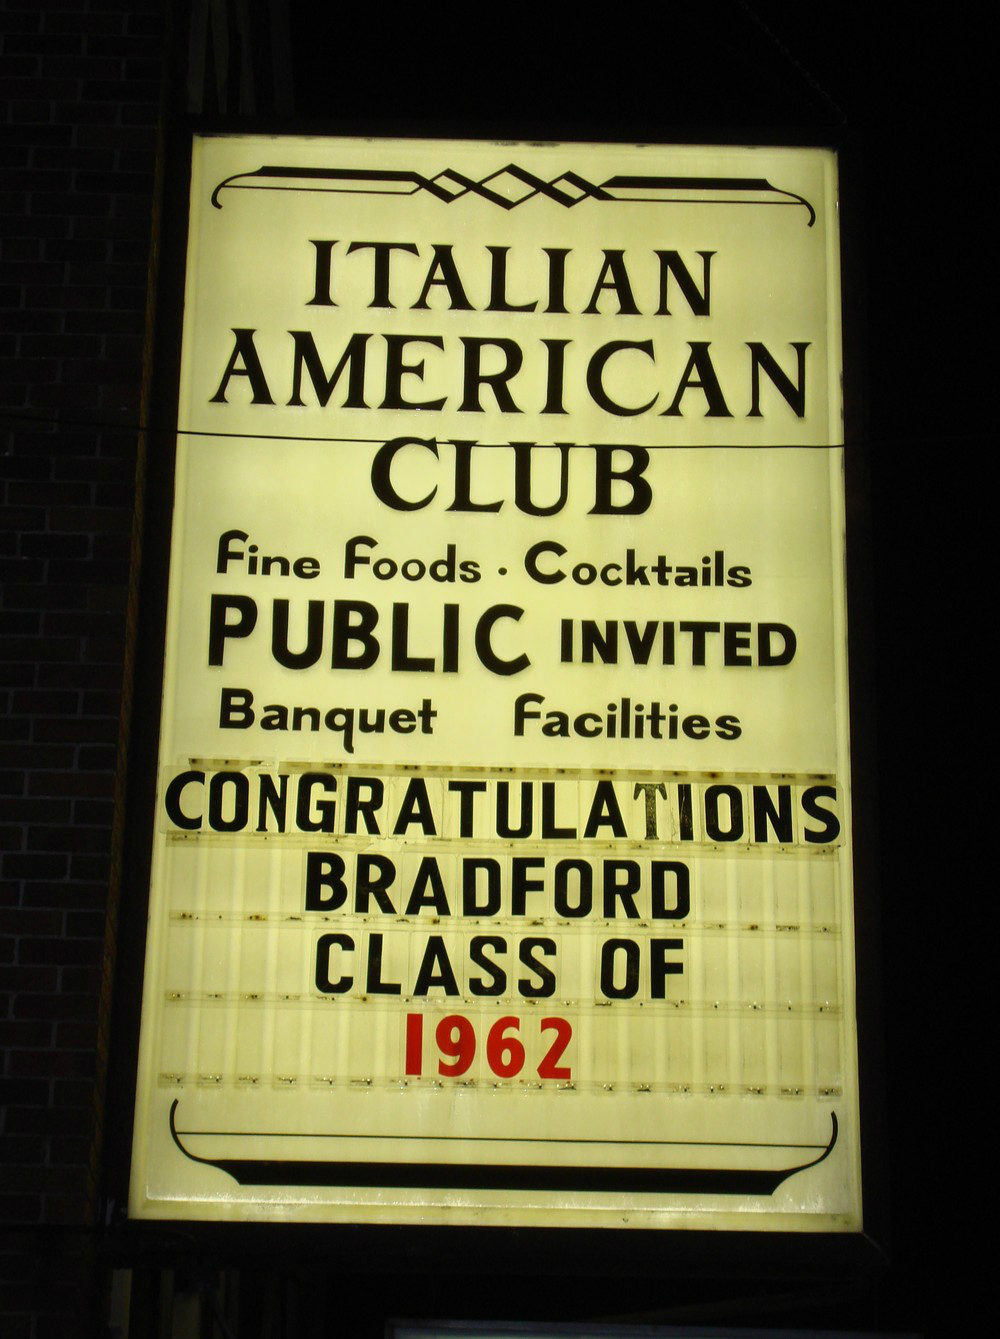 ITALIAN
AMERICAN
CLUB
Fine Foods · Cocktails
PUBLIC INVITED
Banquet Facilities
CONGRATULATIONS
BRADFORD
CLASS OF
1962